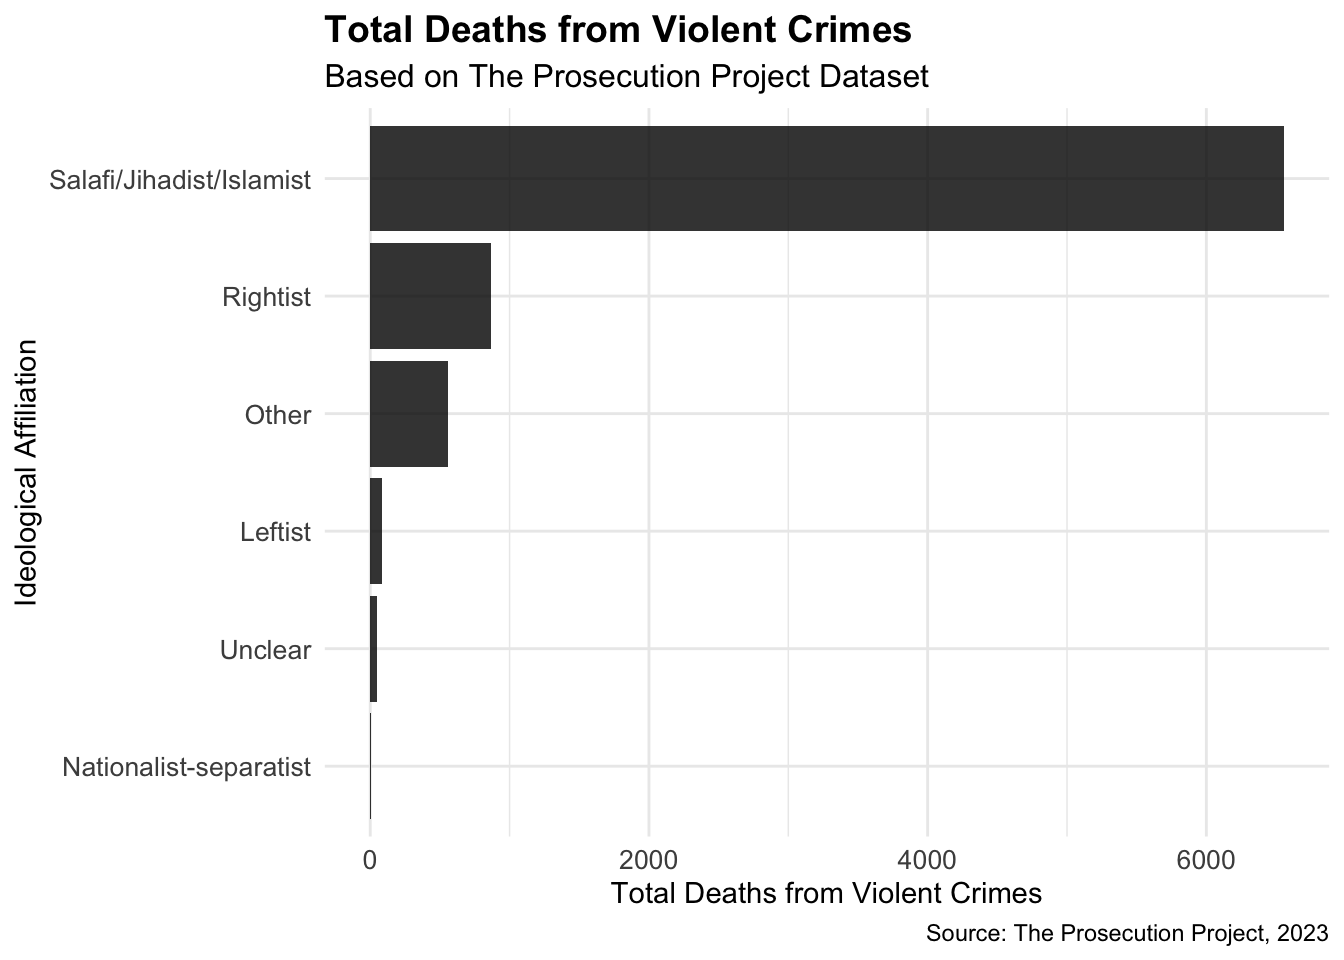 Total Deaths from Violent Crimes
Based on The Prosecution Project Dataset
Ideological Affiliation
Salafi/Jihadist/Islamist
Rightist
Other
Leftist
Unclear
Nationalist-separatist
0 2000 4000 6000
Total Deaths from Violent Crimes
Source: The Prosecution Project, 2023